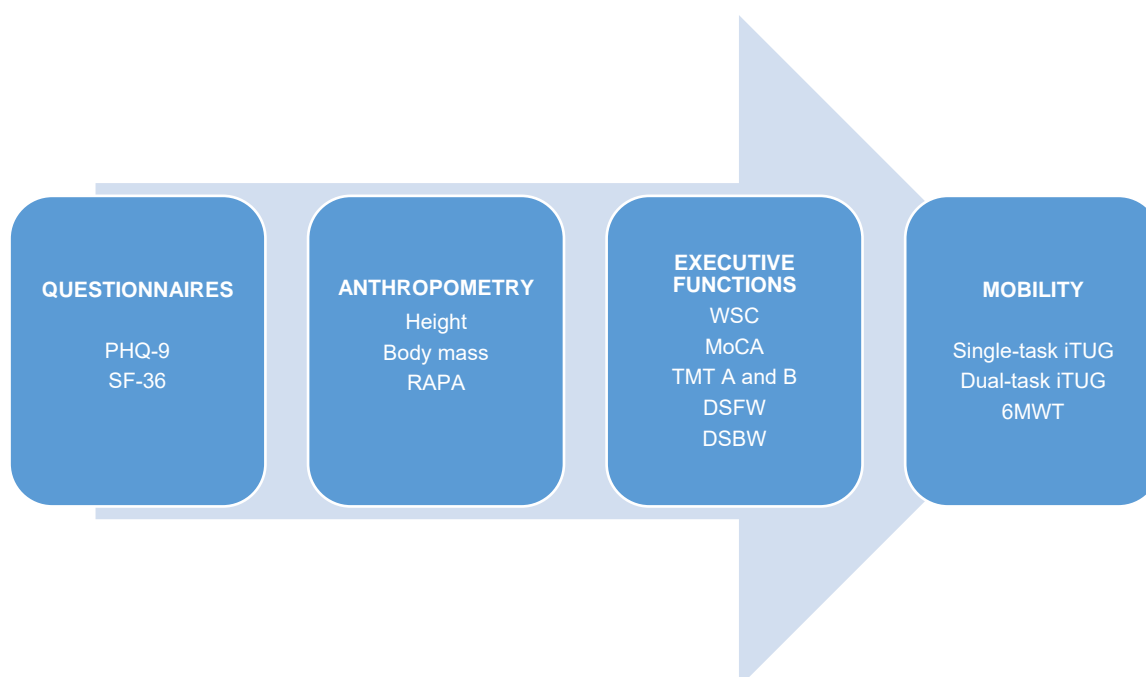 QUESTIONNAIRES
PHQ-9
SF-36
ANTHROPOMETRY
Height
Body mass
RAPA
EXECUTIVE
FUNCTIONS
WSC
MoCA
TMT A and B
DSFW
DSBW
MOBILITY
Single-task iTUG
Dual-task iTUG
6MWT